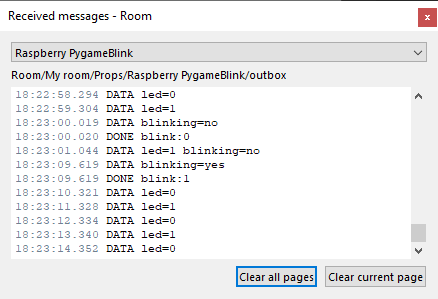 Received messages - Room
x
Raspberry PygameBlink
Room/My room/Props/Raspberry PygameBlink/outbox
18:22:58.294 DATA led=0
18:22:59.304 DATA led=1
18:23:00.019 DATA blinking=no
18:23:00.020 DONE blink:0
18:23:01.044 DATA led=1 blinking=no
18:23:09.619 DATA blinking=yes
18:23:09.619 DONE blink:1
18:23:10.321 DATA led=0
18:23:11.328 DATA led=1
18:23:12.334 DATA led=0
18:23:13.340 DATA led=1
18:23:14.352 DATA led=0
Clear all pages Clear current page